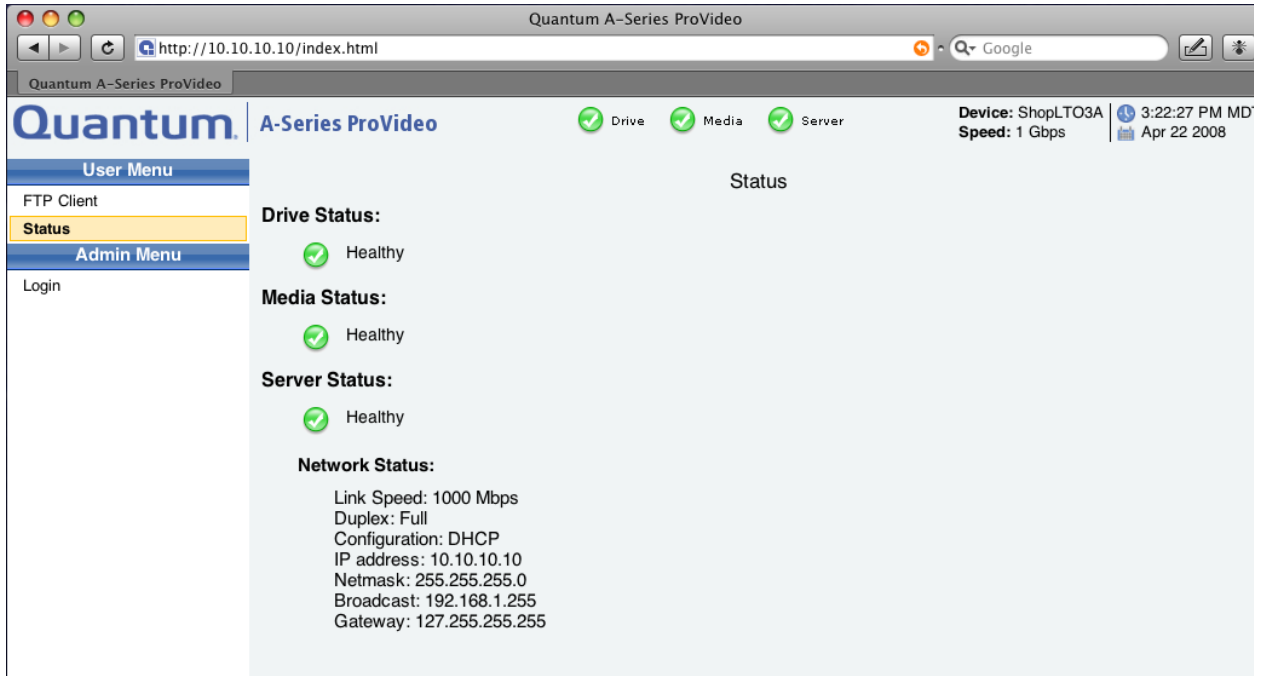 Quantum A-Series ProVideo
http://10.10.10.10/index.html
Google
Quantum A-Series ProVideo
Quantum. A-Series ProVideo
Drive Media Server
Device: ShopLTO3A
Speed: 1 Gbps
3:22:27 PM MDT
Apr 22 2008
User Menu
FTP Client
Status
Admin Menu
Login
Status
Drive Status:
Healthy
Media Status:
Healthy
Server Status:
Healthy
Network Status:
Link Speed: 1000 Mbps
Duplex: Full
Configuration: DHCP
IP address: 10.10.10.10
Netmask: 255.255.255.0
Broadcast: 192.168.1.255
Gateway: 127.255.255.255